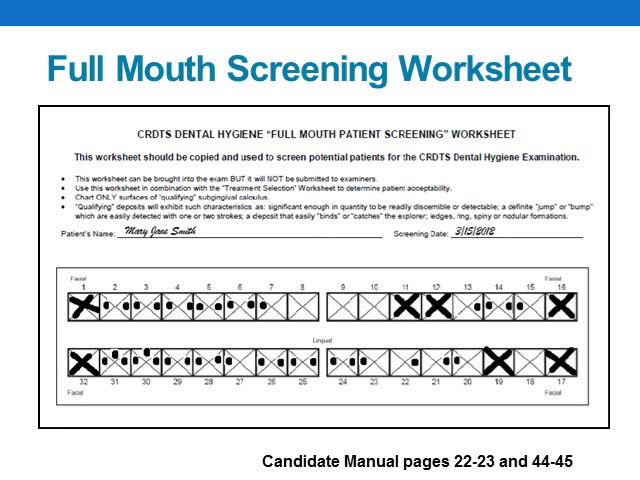 Full Mouth Screening Worksheet
CRDTS DENTAL HYGIENE "FULL MOUTH PATIENT SCREENING" WORKSHEET
This worksheet should be copied and used to screen potential patients for the CRDTS Dental Hygiene Examination.
• This worksheet can be brought into the exam BUT it will NOT be submitted to examiners.
• Use this worksheet in combination with the 'Treatment Selection' Worksheet to determine patient acceptability.
• Chart ONLY surfaces of "qualifying" subgingival calculus.
• "Qualifying" deposits will exhibit such characteristics as: significant enough in quantity to be readily discernible or detectable; a definite "jump" or "bump"
which are easily detected with one or two strokes; a deposit that easily "binds" or "catches" the explorer; ledges, ring, spiny or nodular formations.
Patient's Name: Mary Jane Smith Screening Date: 3/15/2012
Facial Facial
1 2 3 4 5 6 7 8 9 10 11 12 13 14 15 16
Lingual
32 31 30 29 28 27 26 25 24 23 22 21 20 19 18 17
Facial Facial
Candidate Manual pages 22-23 and 44-45